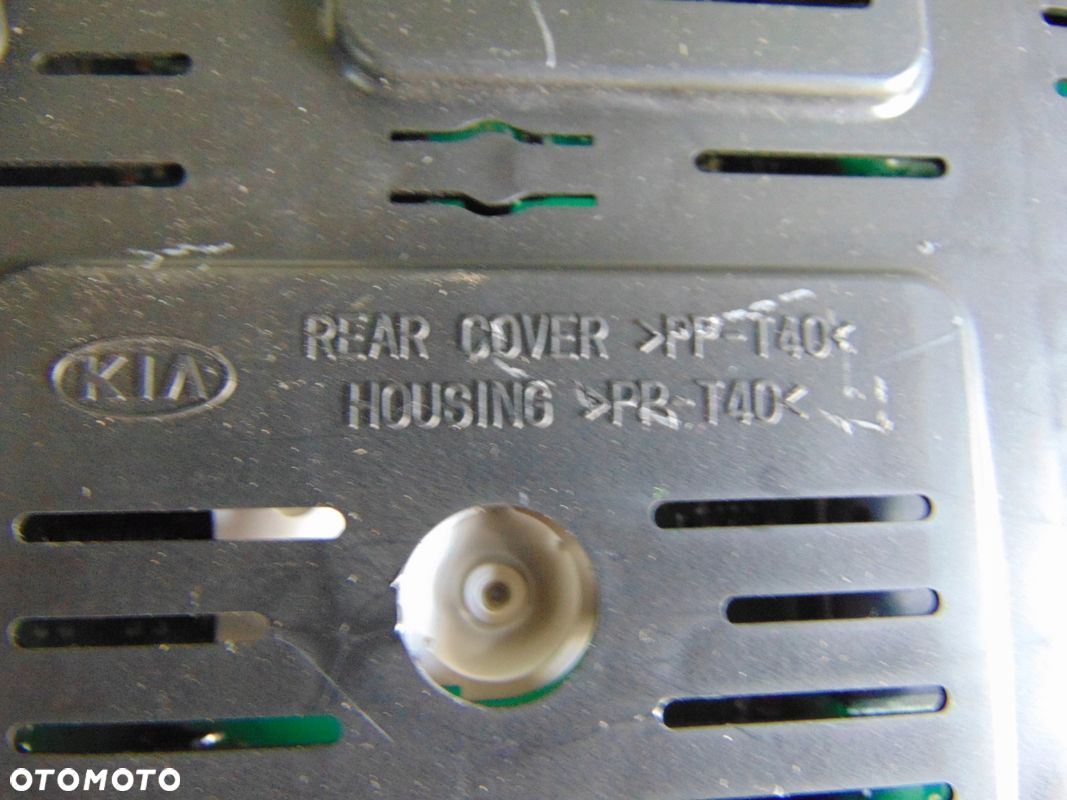 REAR COVER >PP-T40<
KIA
HOUSING >PP-T40<
OTOMOTO